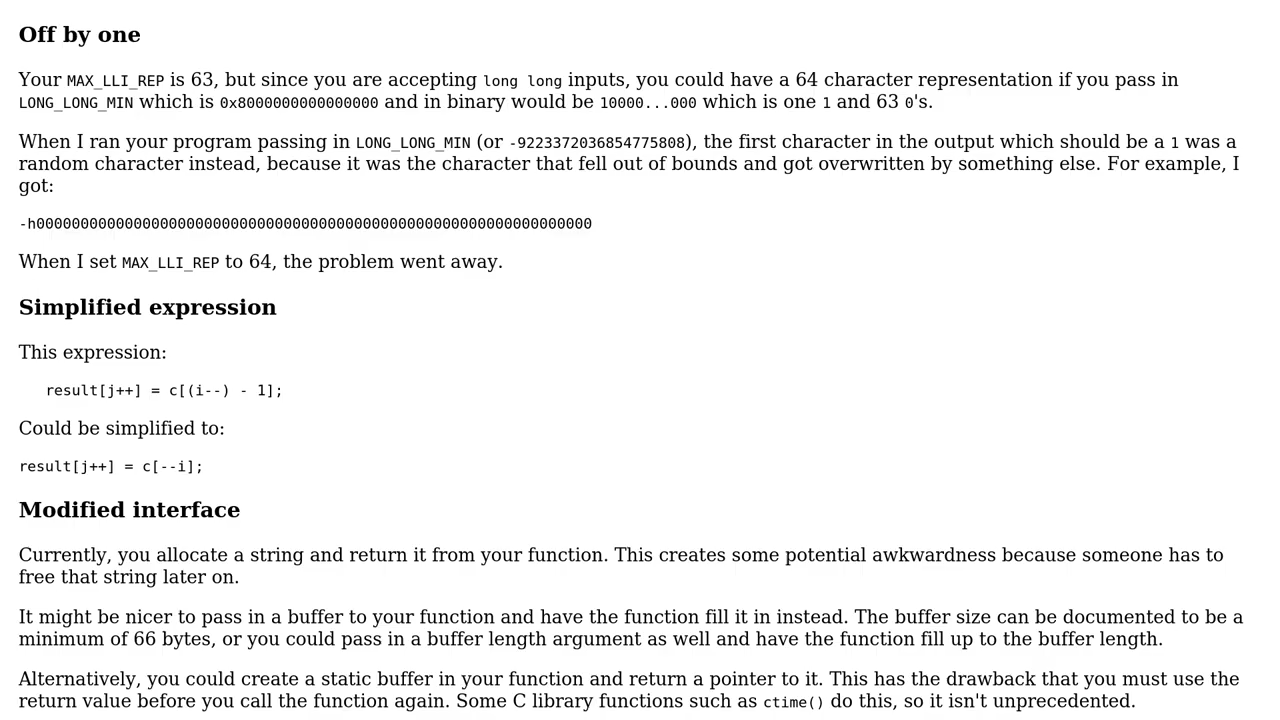 Off by one
Your MAX_LLI_REP is 63, but since you are accepting long long inputs, you could have a 64 character representation if you pass in
LONG_LONG_MIN which is 0x8000000000000000 and in binary would be 10000...000 which is one 1 and 63 0's.
When I ran your program passing in LONG_LONG_MIN (or -9223372036854775808), the first character in the output which should be a 1 was a
random character instead, because it was the character that fell out of bounds and got overwritten by something else. For example, I
got:
-h000000000000000000000000000000000000000000000000000000000000000
When I set MAX_LLI_REP to 64, the problem went away.
Simplified expression
This expression:
result[j++] = c[(i--) - 1];
Could be simplified to:
result[j++] = c[--i];
Modified interface
Currently, you allocate a string and return it from your function. This creates some potential awkwardness because someone has to
free that string later on.
It might be nicer to pass in a buffer to your function and have the function fill it in instead. The buffer size can be documented to be a
minimum of 66 bytes, or you could pass in a buffer length argument as well and have the function fill up to the buffer length.
Alternatively, you could create a static buffer in your function and return a pointer to it. This has the drawback that you must use the
return value before you call the function again. Some C library functions such as ctime() do this, so it isn't unprecedented.